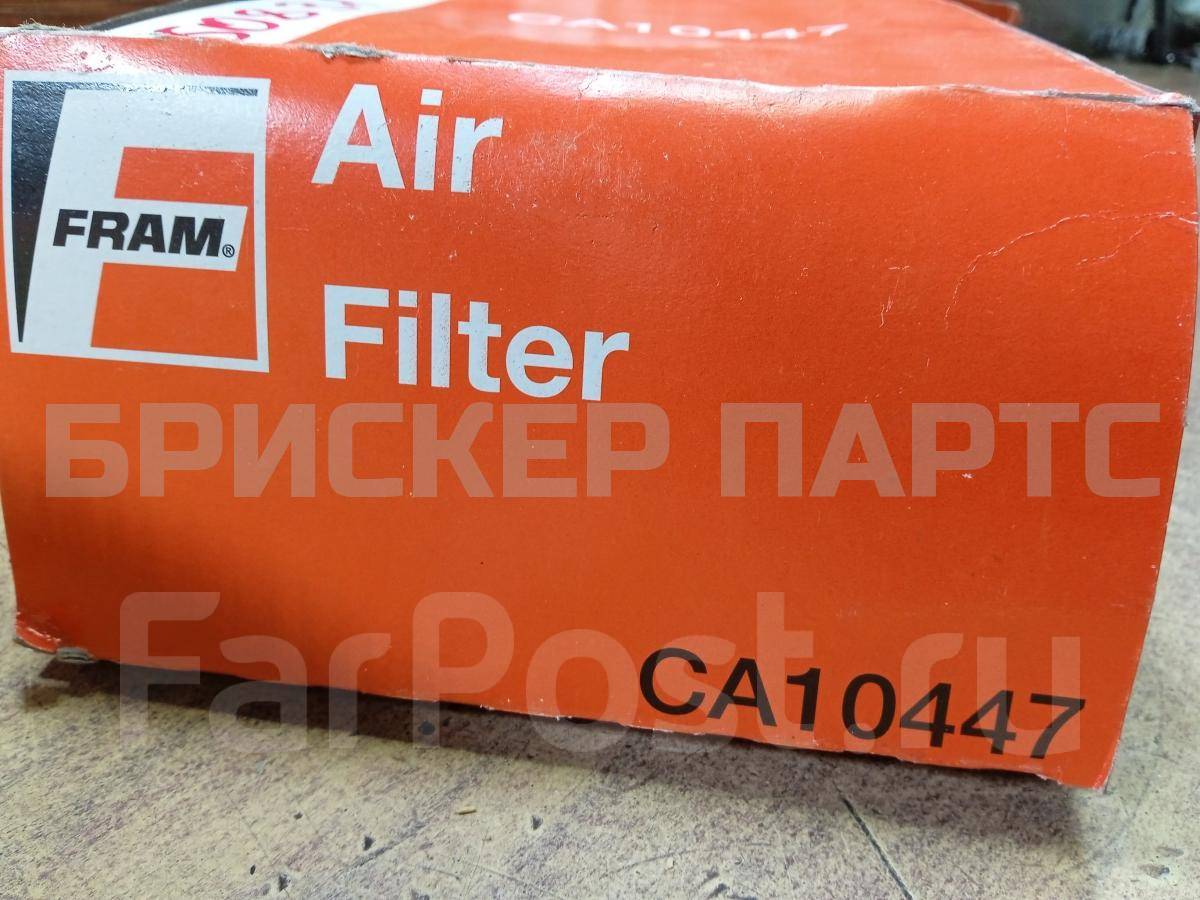 CA10447
FRAM®
Air
Filter
БРИСКЕР ПАРТС
FarPost.ru
CA10447